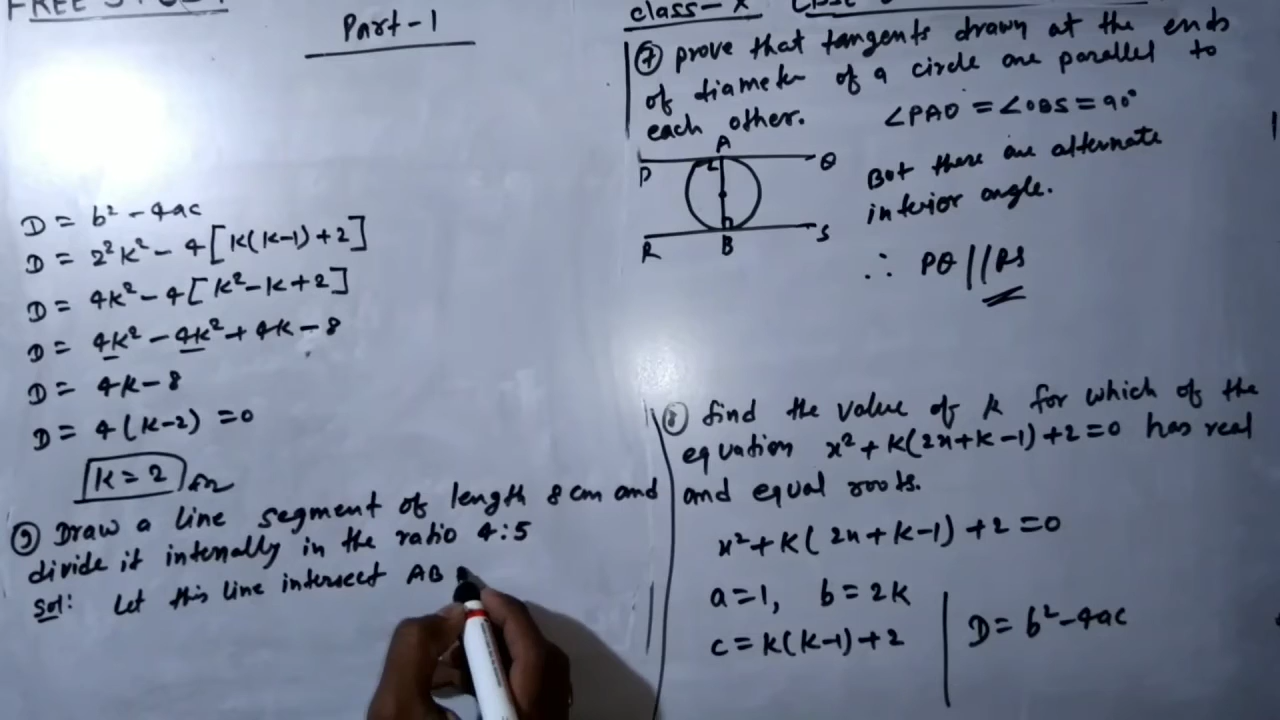 FREE STUDY
Part-1
D = b² - 4ac
D = 2²k² - 4[k(k-1)+2]
D = 4k² - 4[k²-k+2]
D = 4k² - 4k² + 4k - 8
D = 4k - 8
D = 4(k-2) = 0
k = 2
⑨ Draw a line segment of length 8 cm and
divide it internally in the ratio 4:5
Sol: Let this line intersect AB
class-X
⑦ prove that tangents drawn at the ends
of diameter of a circle are parallel to
each other.
∠PAO = ∠OBS = 90°
A
P
Q
R
B
S
But these are alternate
interior angle.
∴ PQ || RS
⑧ find the value of k for which of the
equation x² + k(2x+k-1)+2=0 has real
and equal roots.
x² + k(2x+k-1)+2=0
a=1, b=2k
c=k(k-1)+2
D= b²-4ac